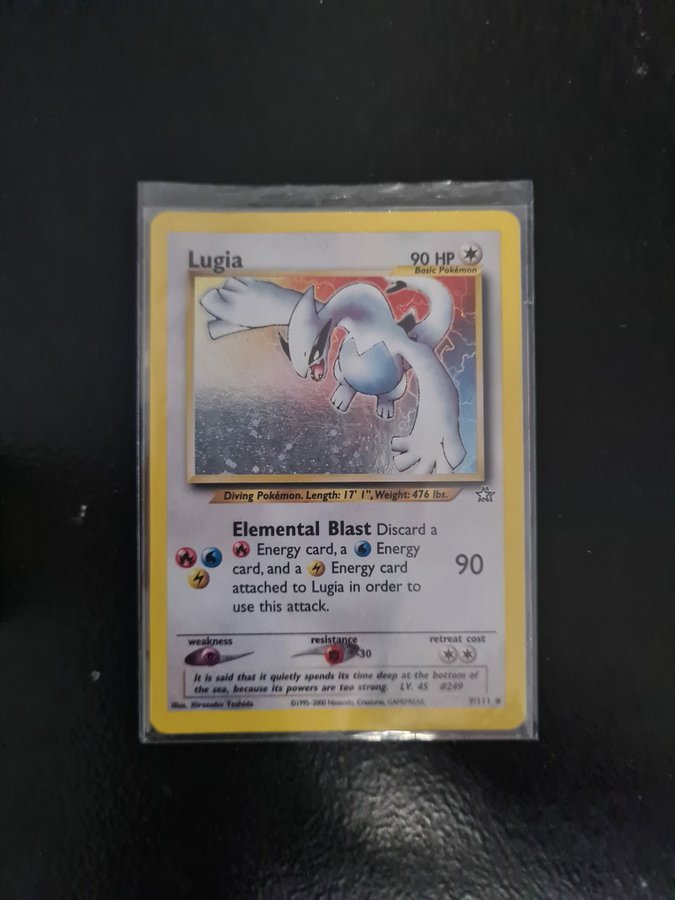 Lugia
90 HP
Basic Pokémon
Diving Pokémon. Length: 17' 1", Weight: 476 lbs.
Elemental Blast Discard a
Energy card, a Energy
card, and a Energy card
attached to Lugia in order to
use this attack.
90
weakness
resistance
retreat cost
-30
It is said that it quietly spends its time deep at the bottom of
the sea, because its powers are too strong. LV. 45 #249
Illus. Hironobu Yoshida
©1995-2000 Nintendo, Creatures, GAMEFREAK.
9/111